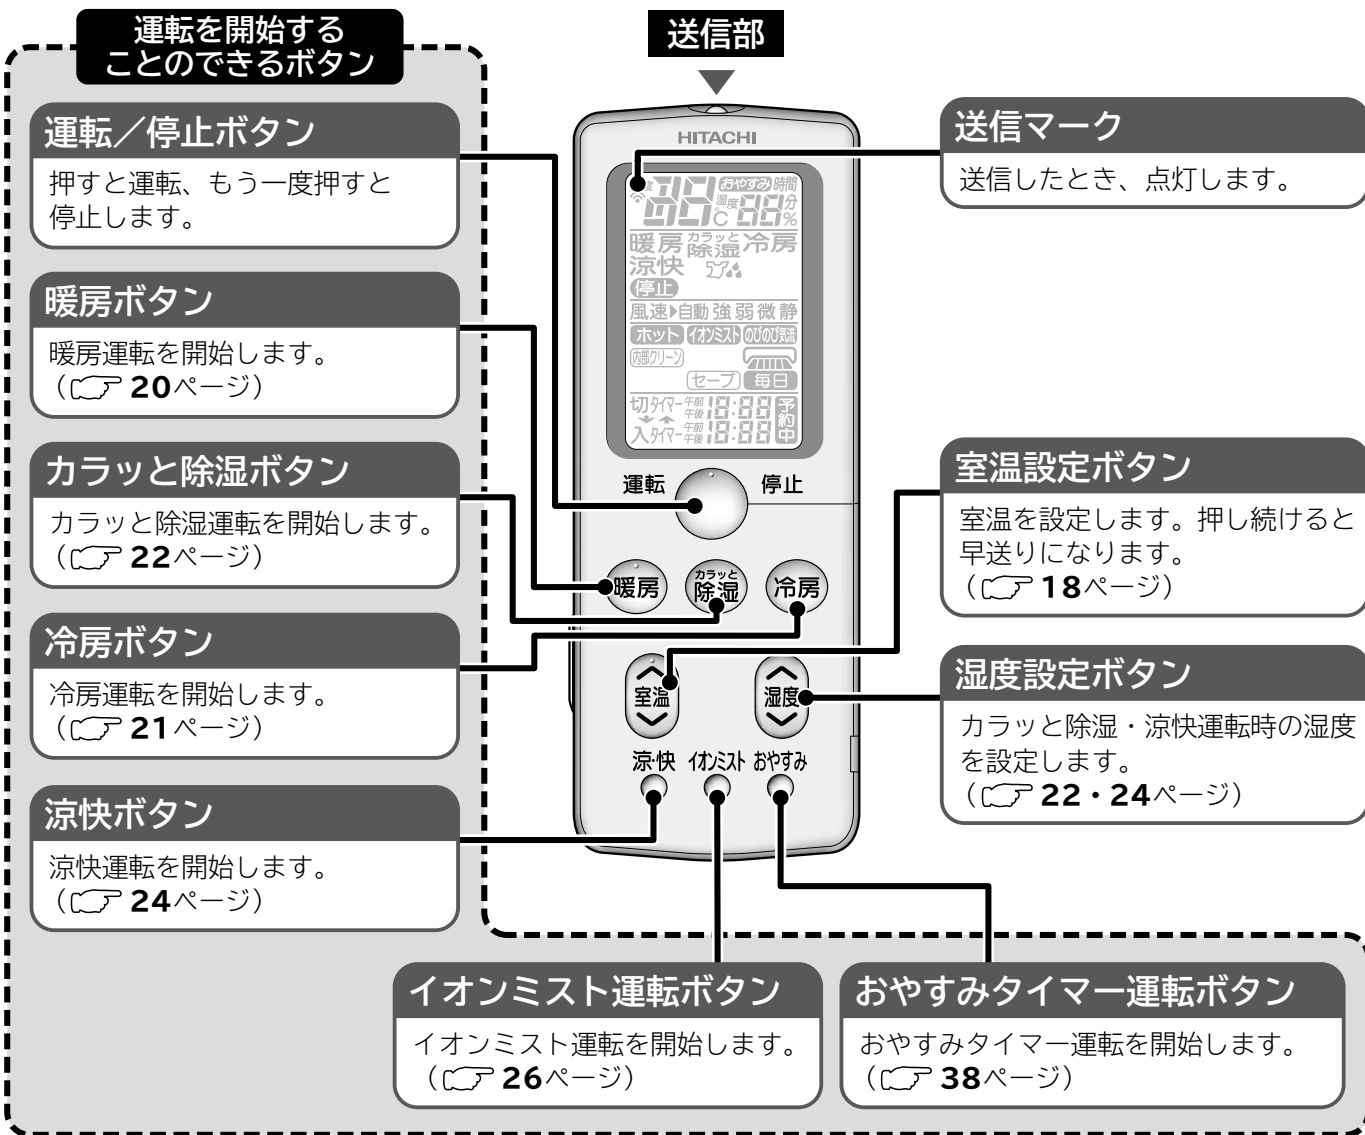 運転を開始する
ことのできるボタン
運転／停止ボタン
押すと運転、もう一度押すと
停止します。
暖房ボタン
暖房運転を開始します。
（ 20ページ）
カラッと除湿ボタン
カラッと除湿運転を開始します。
（ 22ページ）
冷房ボタン
冷房運転を開始します。
（ 21ページ）
涼快ボタン
涼快運転を開始します。
（ 24ページ）
送信部
HITACHI
おやすみ 時間
湿度 88 分
℃ %
暖房 カラッと除湿 冷房
涼快
停止
風速▶自動 強 弱 微 静
ホット イオンミスト のびのび気流
内部クリーン
セーブ 毎日
切タイマー 午前 午後 18:88 予約中
入タイマー 午前 午後 18:88
運転 停止
暖房 カラッと除湿 冷房
室温 湿度
涼・快 イオンミスト おやすみ
送信マーク
送信したとき、点灯します。
室温設定ボタン
室温を設定します。押し続けると
早送りになります。
（ 18ページ）
湿度設定ボタン
カラッと除湿・涼快運転時の湿度
を設定します。
（ 22・24ページ）
イオンミスト運転ボタン
イオンミスト運転を開始します。
（ 26ページ）
おやすみタイマー運転ボタン
おやすみタイマー運転を開始します。
（ 38ページ）